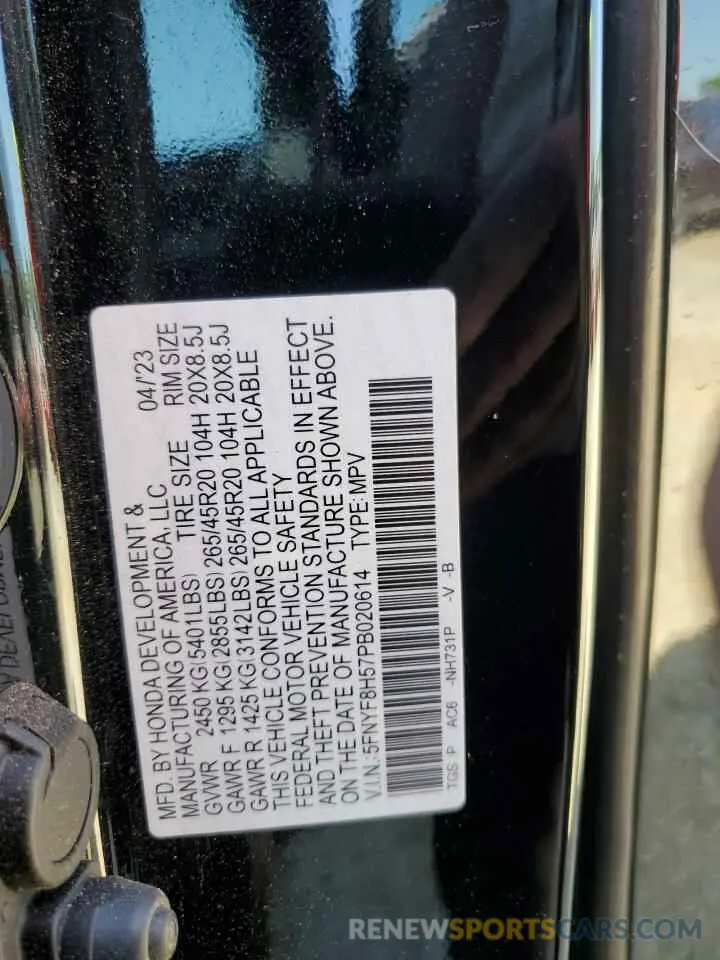 MFD. BY HONDA DEVELOPMENT &
MANUFACTURING OF AMERICA, LLC 04/'23
TIRE SIZE RIM SIZE
GVWR 2450 KG(5401LBS)
GAWR F 1295 KG(2855LBS) 265/45R20 104H 20X8.5J
GAWR R 1425 KG(3142LBS) 265/45R20 104H 20X8.5J
THIS VEHICLE CONFORMS TO ALL APPLICABLE
FEDERAL MOTOR VEHICLE SAFETY
AND THEFT PREVENTION STANDARDS IN EFFECT
ON THE DATE OF MANUFACTURE SHOWN ABOVE.
V.I.N.:5FNYF8H57PB020614 TYPE:MPV
TGS P AC6 -NH731P -V -B
RENEWSPORTSCARS.COM